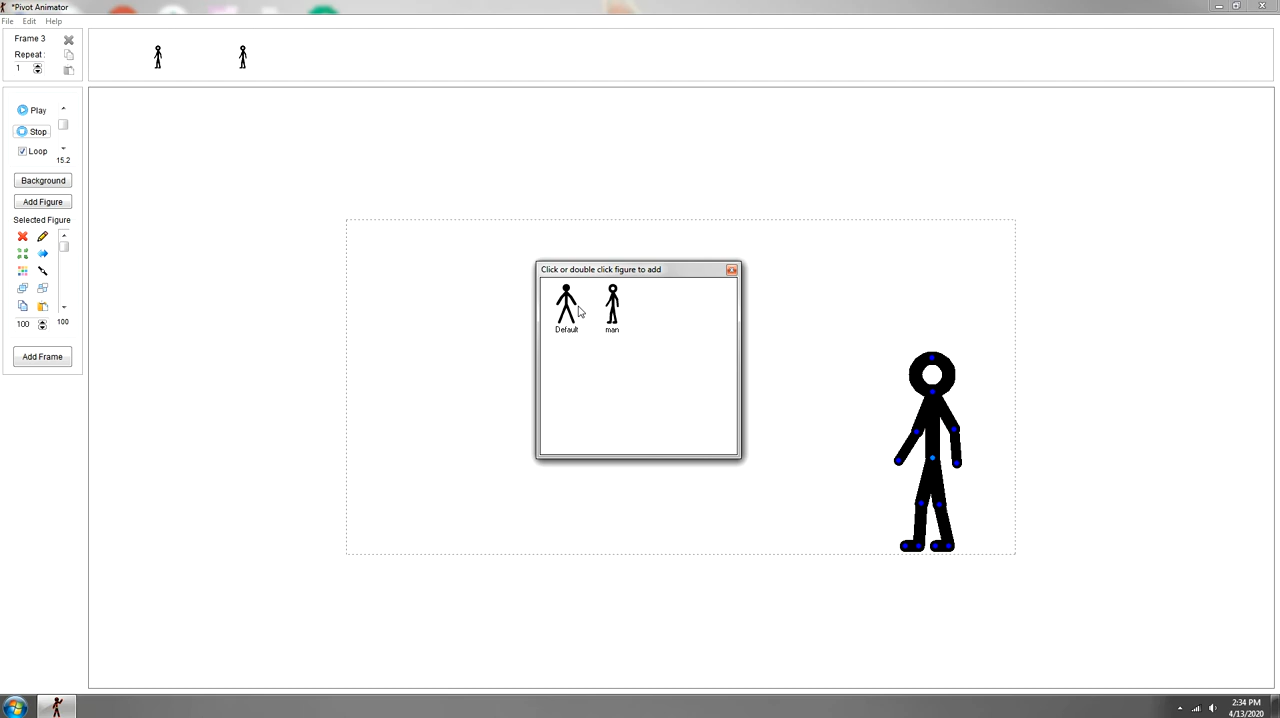 *Pivot Animator
File Edit Help
Frame 3
Repeat :
1
Play
Stop
Loop
15.2
Background
Add Figure
Selected Figure
100
100
Add Frame
Click or double click figure to add
Default man
2:34 PM
4/13/2020